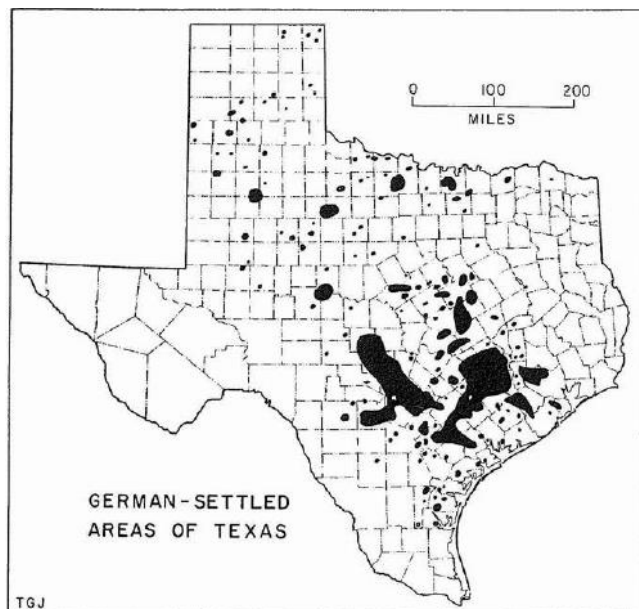 0 100 200
MILES
GERMAN-SETTLED
AREAS OF TEXAS
TGJ